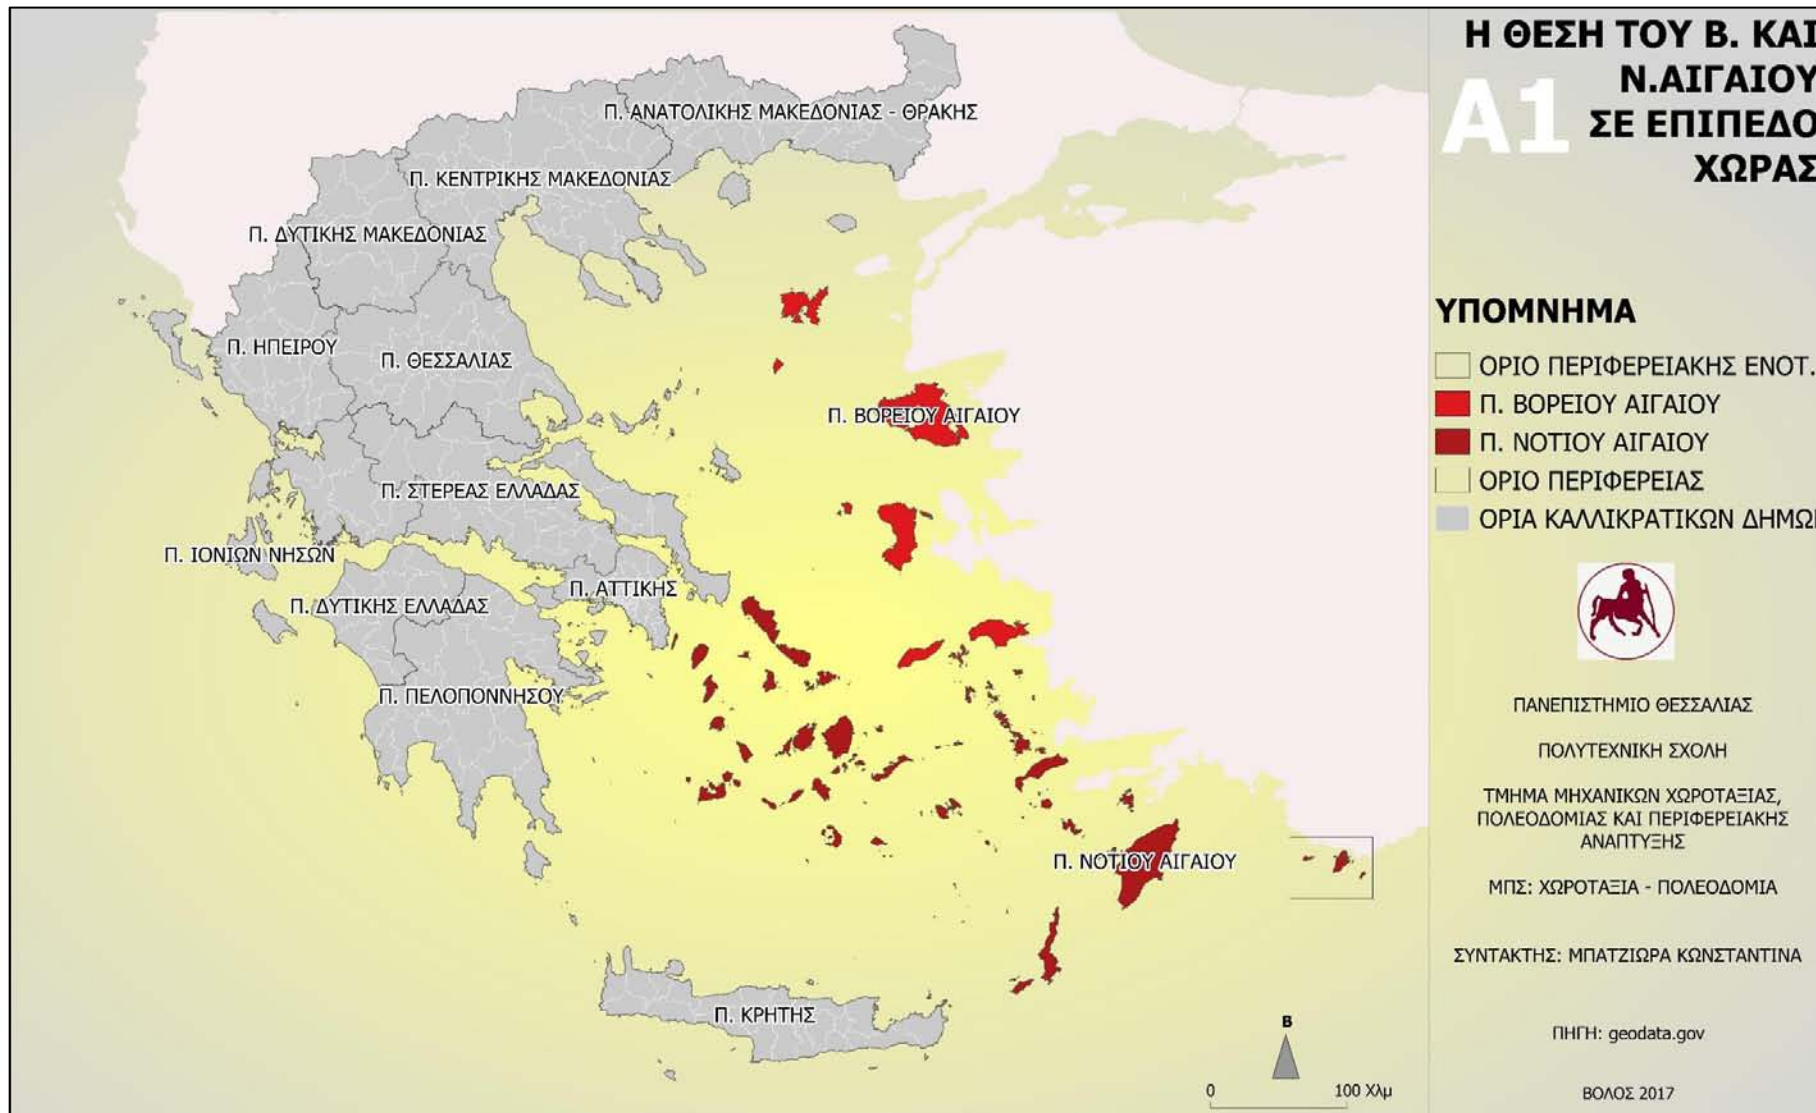 Η ΘΕΣΗ ΤΟΥ Β. ΚΑΙ
Ν.ΑΙΓΑΙΟΥ
A1 ΣΕ ΕΠΙΠΕΔΟ
ΧΩΡΑΣ
Π. ΑΝΑΤΟΛΙΚΗΣ ΜΑΚΕΔΟΝΙΑΣ - ΘΡΑΚΗΣ
Π. ΚΕΝΤΡΙΚΗΣ ΜΑΚΕΔΟΝΙΑΣ
Π. ΔΥΤΙΚΗΣ ΜΑΚΕΔΟΝΙΑΣ
Π. ΗΠΕΙΡΟΥ
Π. ΘΕΣΣΑΛΙΑΣ
Π. ΒΟΡΕΙΟΥ ΑΙΓΑΙΟΥ
Π. ΣΤΕΡΕΑΣ ΕΛΛΑΔΑΣ
Π. ΙΟΝΙΩΝ ΝΗΣΩΝ
Π. ΑΤΤΙΚΗΣ
Π. ΔΥΤΙΚΗΣ ΕΛΛΑΔΑΣ
Π. ΠΕΛΟΠΟΝΝΗΣΟΥ
Π. ΝΟΤΙΟΥ ΑΙΓΑΙΟΥ
Π. ΚΡΗΤΗΣ
Β
0 100 Χλμ
ΥΠΟΜΝΗΜΑ
ΟΡΙΟ ΠΕΡΙΦΕΡΕΙΑΚΗΣ ΕΝΟΤ.
Π. ΒΟΡΕΙΟΥ ΑΙΓΑΙΟΥ
Π. ΝΟΤΙΟΥ ΑΙΓΑΙΟΥ
ΟΡΙΟ ΠΕΡΙΦΕΡΕΙΑΣ
ΟΡΙΑ ΚΑΛΛΙΚΡΑΤΙΚΩΝ
ΠΑΝΕΠΙΣΤΗΜΙΟ ΘΕΣΣΑΛΙΑΣ
ΠΟΛΥΤΕΧΝΙΚΗ ΣΧΟΛΗ
ΤΜΗΜΑ ΜΗΧΑΝΙΚΩΝ ΧΩΡΟΤΑΞΙΑΣ,
ΠΟΛΕΟΔΟΜΙΑΣ ΚΑΙ ΠΕΡΙΦΕΡΕΙΑΚΗΣ
ΑΝΑΠΤΥΞΗΣ
ΜΠΣ: ΧΩΡΟΤΑΞΙΑ - ΠΟΛΕΟΔΟΜΙΑ
ΣΥΝΤΑΚΤΗΣ: ΜΠΑΤΖΙΩΡΑ ΚΩΝΣΤΑΝΤΙΝΑ
ΠΗΓΗ: geodata.gov
ΒΟΛΟΣ 2017